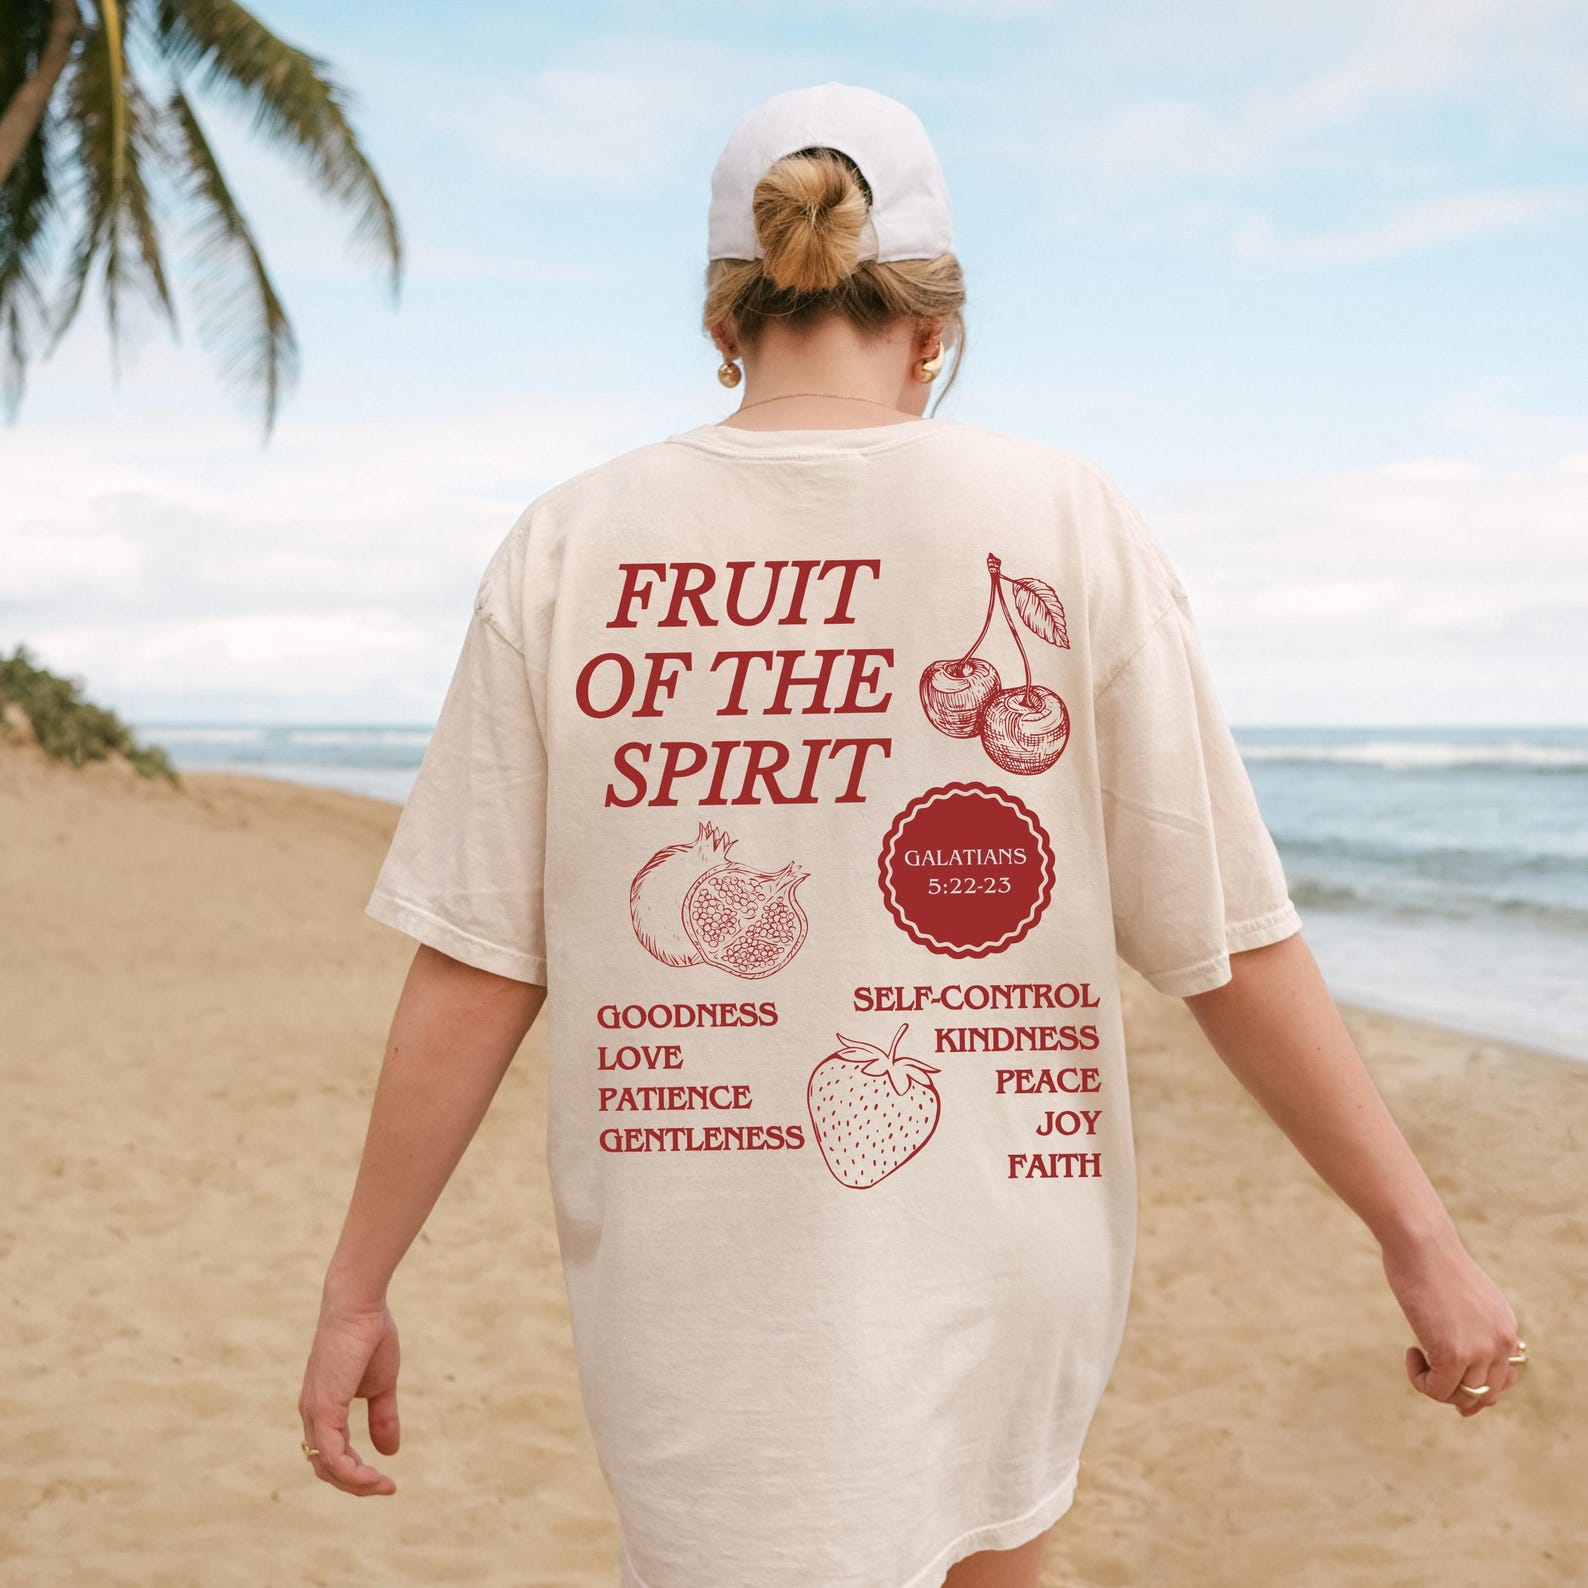 FRUIT
OF THE
SPIRIT
GALATIANS
5:22-23
GOODNESS
LOVE
PATIENCE
GENTLENESS
SELF-CONTROL
KINDNESS
PEACE
JOY
FAITH